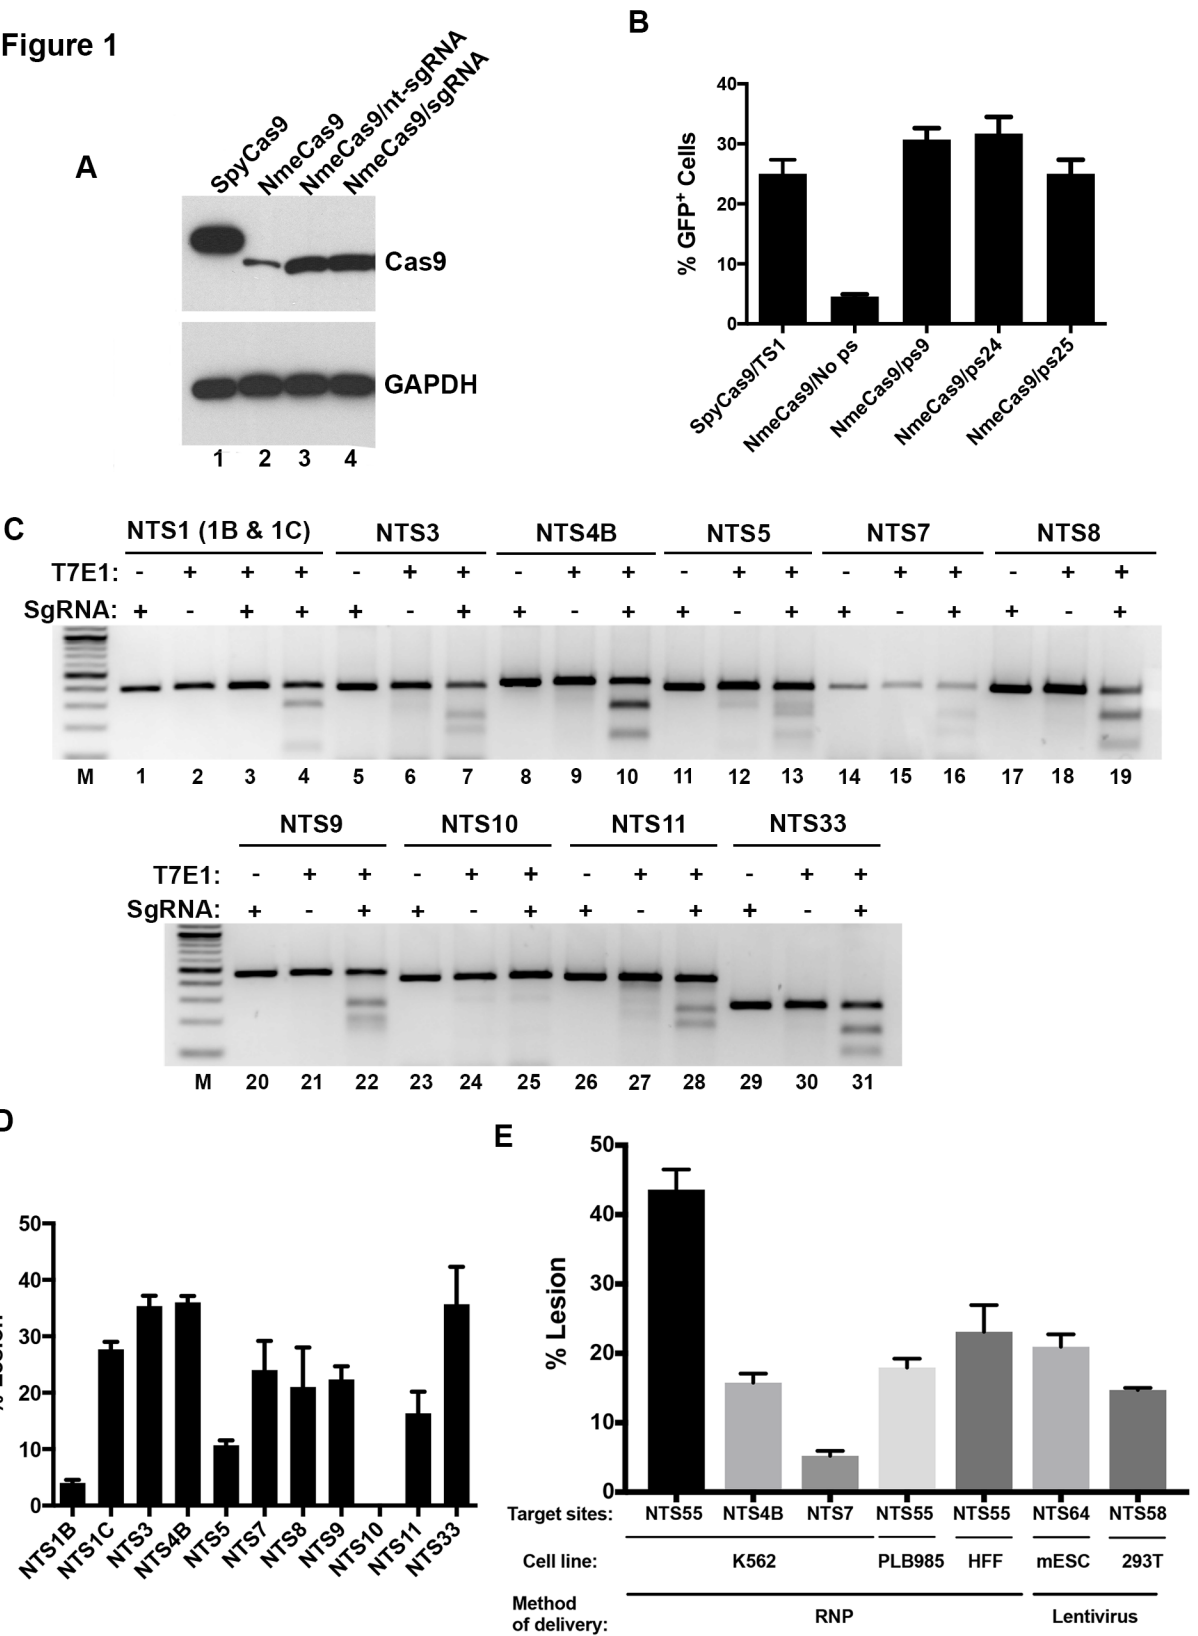 Figure 1
A
SpyCas9
NmeCas9
NmeCas9/nt-sgRNA
NmeCas9/sgRNA
Cas9
GAPDH
1 2 3 4
B
% GFP+ Cells
40
30
20
10
0
SpyCas9/TS1
NmeCas9/No ps
NmeCas9/ps9
NmeCas9/ps24
NmeCas9/ps25
C
NTS1 (1B & 1C) NTS3 NTS4B NTS5 NTS7 NTS8
T7E1: - + + + - + + - + + - + + - + + - + +
SgRNA: + - + + + - + + - + + - + + - + + - +
M 1 2 3 4 5 6 7 8 9 10 11 12 13 14 15 16 17 18 19
NTS9 NTS10 NTS11 NTS33
T7E1: - + + - + + - + + - + +
SgRNA: + - + + - + + - + + - +
M 20 21 22 23 24 25 26 27 28 29 30 31
D
50
40
30
20
10
0
NTS1B
NTS1C
NTS3
NTS4B
NTS5
NTS7
NTS8
NTS9
NTS10
NTS11
NTS33
E
% Lesion
50
40
30
20
10
0
Target sites: NTS55 NTS4B NTS7 NTS55 NTS55 NTS64 NTS58
Cell line: K562 PLB985 HFF mESC 293T
Method
of delivery: RNP Lentivirus